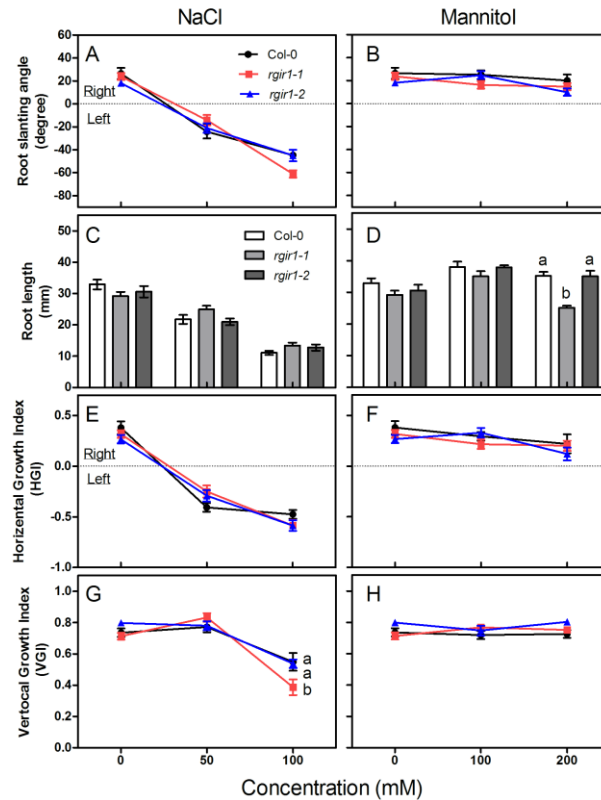 NaCl
Mannitol
A
Col-0
rgir1-1
rgir1-2
Right
Left
Root slanting angle
(degree)
60
40
20
0
-20
-40
-60
-80
B
C
Col-0
rgir1-1
rgir1-2
Root length
(mm)
50
40
30
20
10
0
D
a
b
a
E
Right
Left
Horizental Growth Index
(HGI)
0.5
0.0
-0.5
-1.0
F
G
a
a
b
Vertocal Growth Index
(VGI)
1.0
0.8
0.6
0.4
0.2
0.0
0
50
100
H
0
100
200
Concentration (mM)